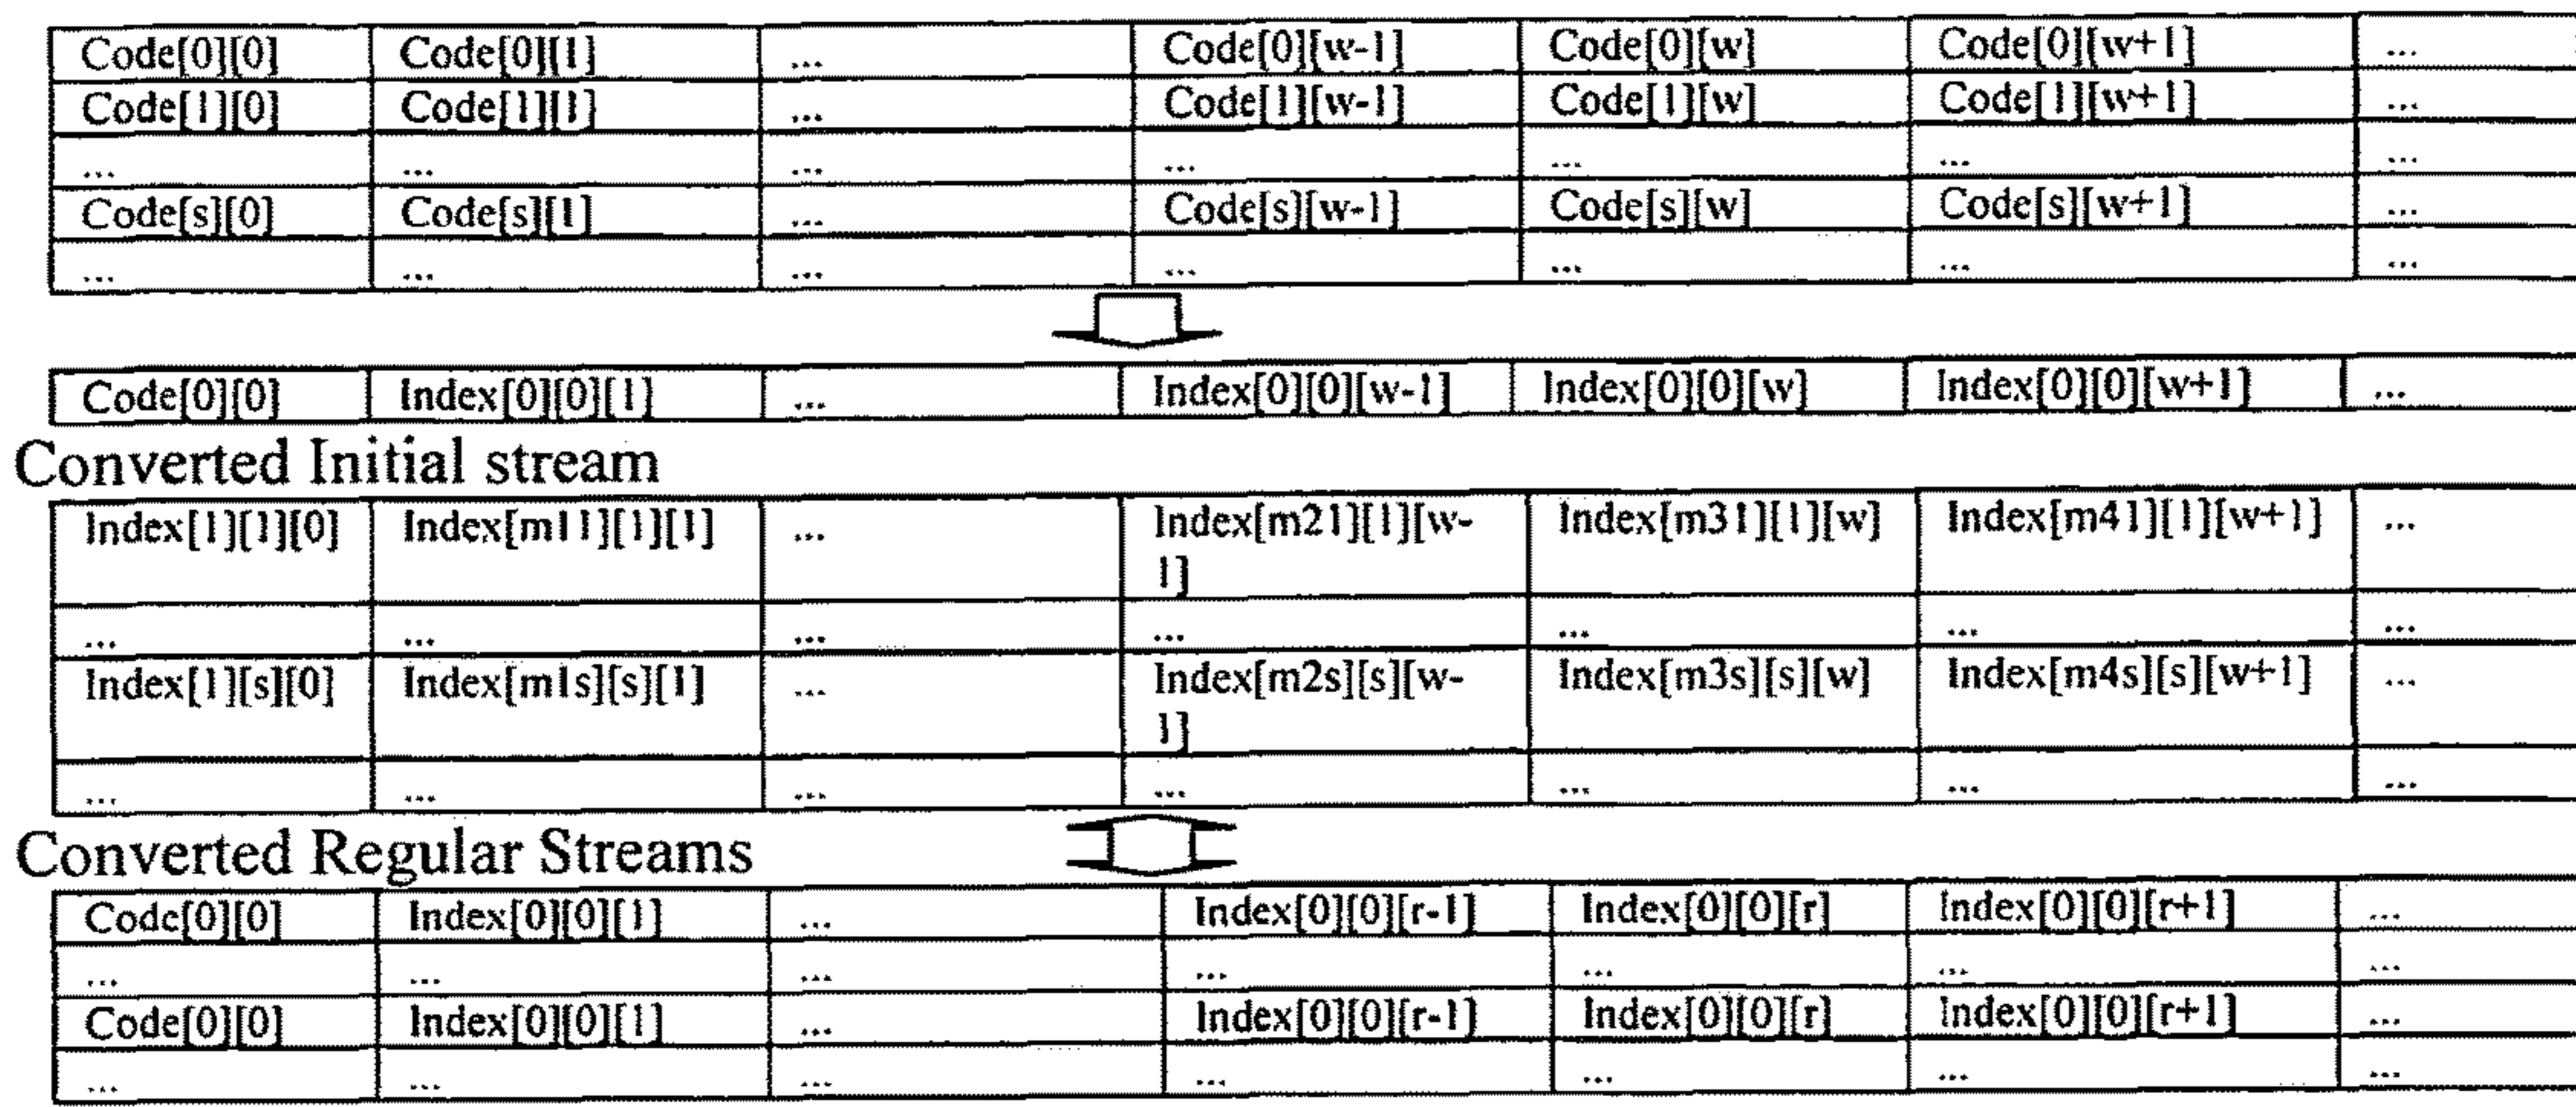 Code[0][0] Code[0][1] ... Code[0][w-1] Code[0][w] Code[0][w+1] ...
Code[1][0] Code[1][1] ... Code[1][w-1] Code[1][w] Code[1][w+1] ...
... ... ... ... ... ... ...
Code[s][0] Code[s][1] ... Code[s][w-1] Code[s][w] Code[s][w+1] ...
... ... ... ... ... ... ...
Code[0][0] Index[0][0][1] ... Index[0][0][w-1] Index[0][0][w] Index[0][0][w+1] ...
Converted Initial stream
Index[1][1][0] Index[m11][1][1] ... Index[m21][1][w- Index[m31][1][w] Index[m41][1][w+1] ...
1]
... ... ... ... ... ... ...
Index[1][s][0] Index[m1s][s][1] ... Index[m2s][s][w- Index[m3s][s][w] Index[m4s][s][w+1] ...
1]
... ... ... ... ... ... ...
Converted Regular Streams
Code[0][0] Index[0][0][1] ... Index[0][0][r-1] Index[0][0][r] Index[0][0][r+1] ...
... ... ... ... ... ... ...
Code[0][0] Index[0][0][1] ... Index[0][0][r-1] Index[0][0][r] Index[0][0][r+1] ...
... ... ... ... ... ... ...